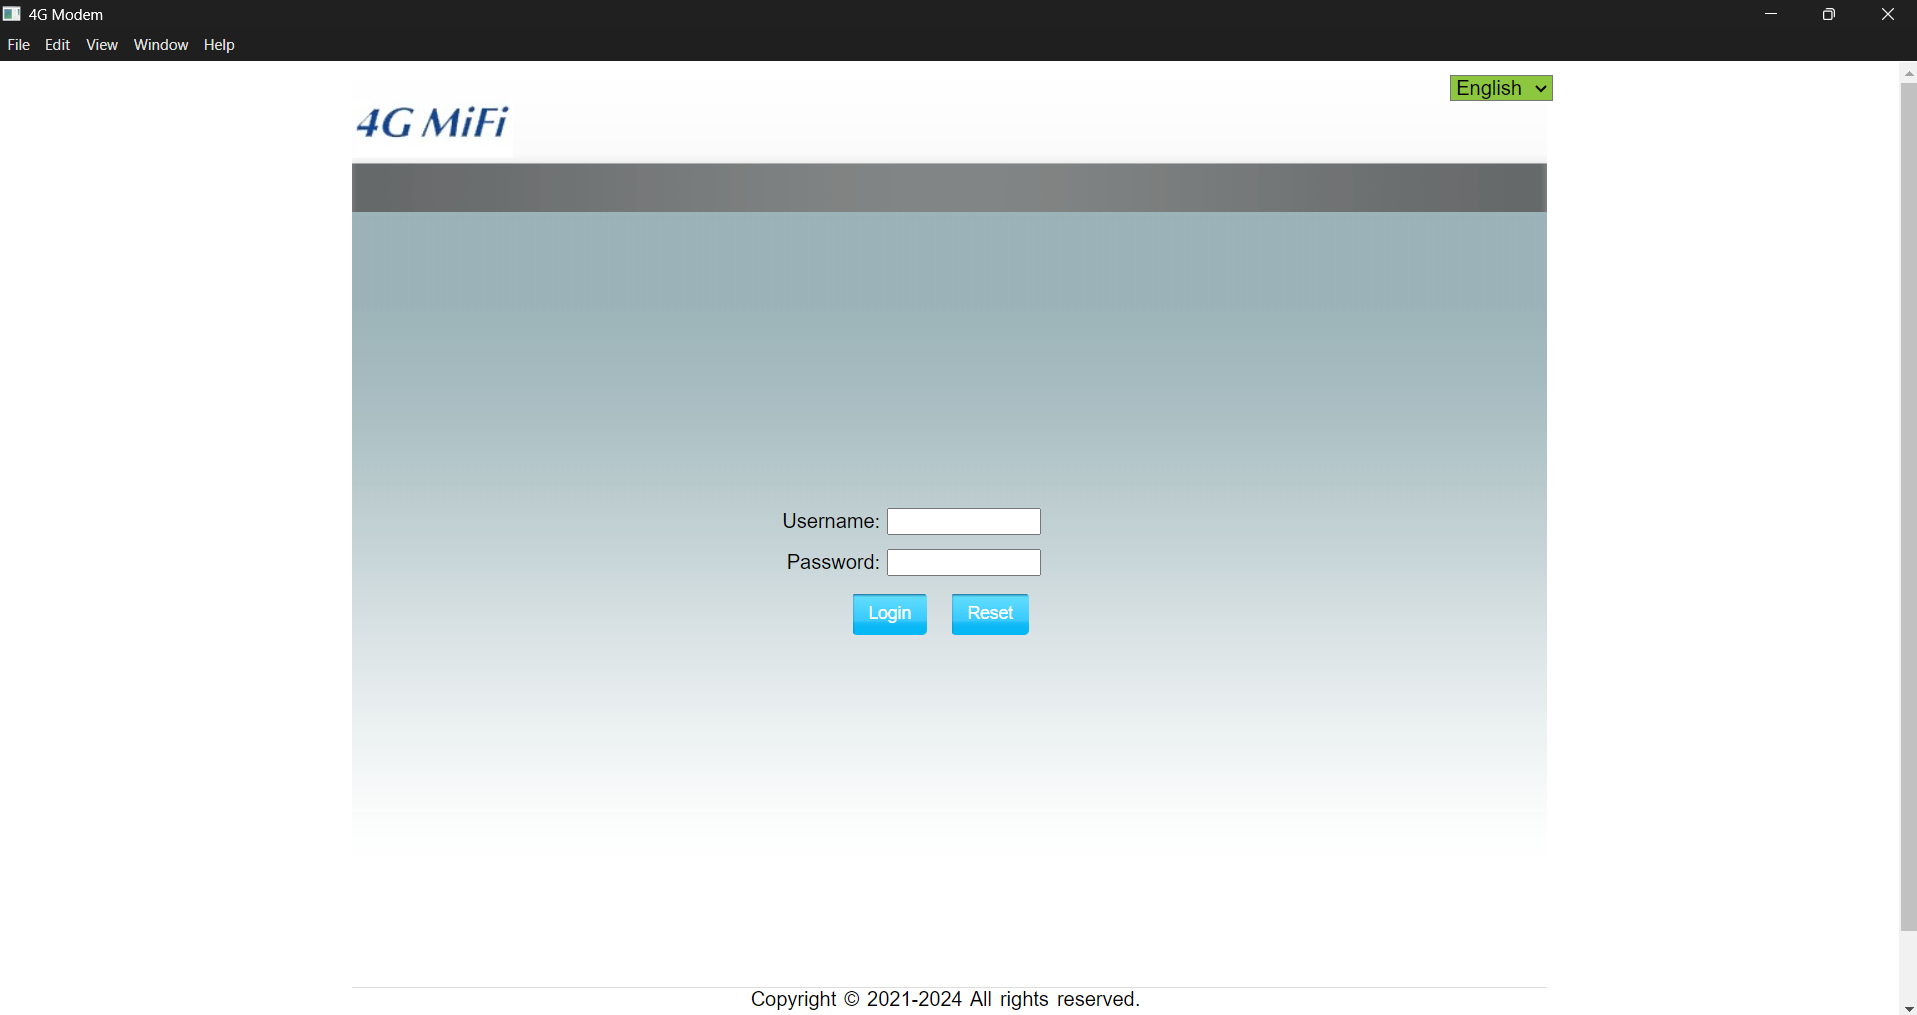 4G Modem
File Edit View Window Help
English
4G MiFi
Username:
Password:
Login Reset
Copyright © 2021-2024 All rights reserved.